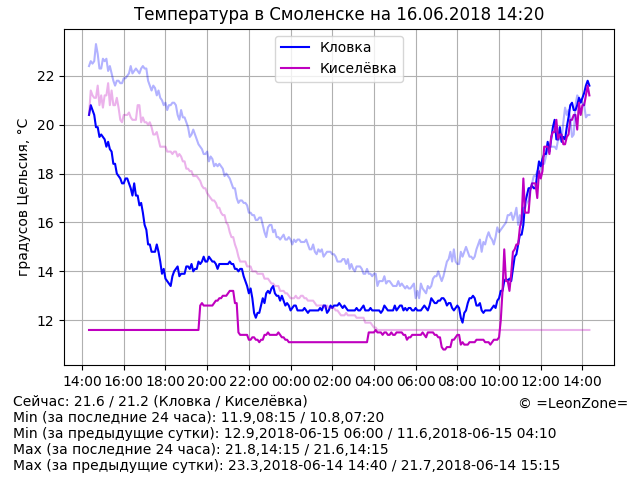 Температура в Смоленске на 16.06.2018 14:20
Кловка
Киселёвка
градусов Цельсия, °C
22
20
18
16
14
12
14:00 16:00 18:00 20:00 22:00 00:00 02:00 04:00 06:00 08:00 10:00 12:00 14:00
Сейчас: 21.6 / 21.2 (Кловка / Киселёвка)
© =LeonZone=
Min (за последние 24 часа): 11.9,08:15 / 10.8,07:20
Min (за предыдущие сутки): 12.9,2018-06-15 06:00 / 11.6,2018-06-15 04:10
Max (за последние 24 часа): 21.8,14:15 / 21.6,14:15
Max (за предыдущие сутки): 23.3,2018-06-14 14:40 / 21.7,2018-06-14 15:15